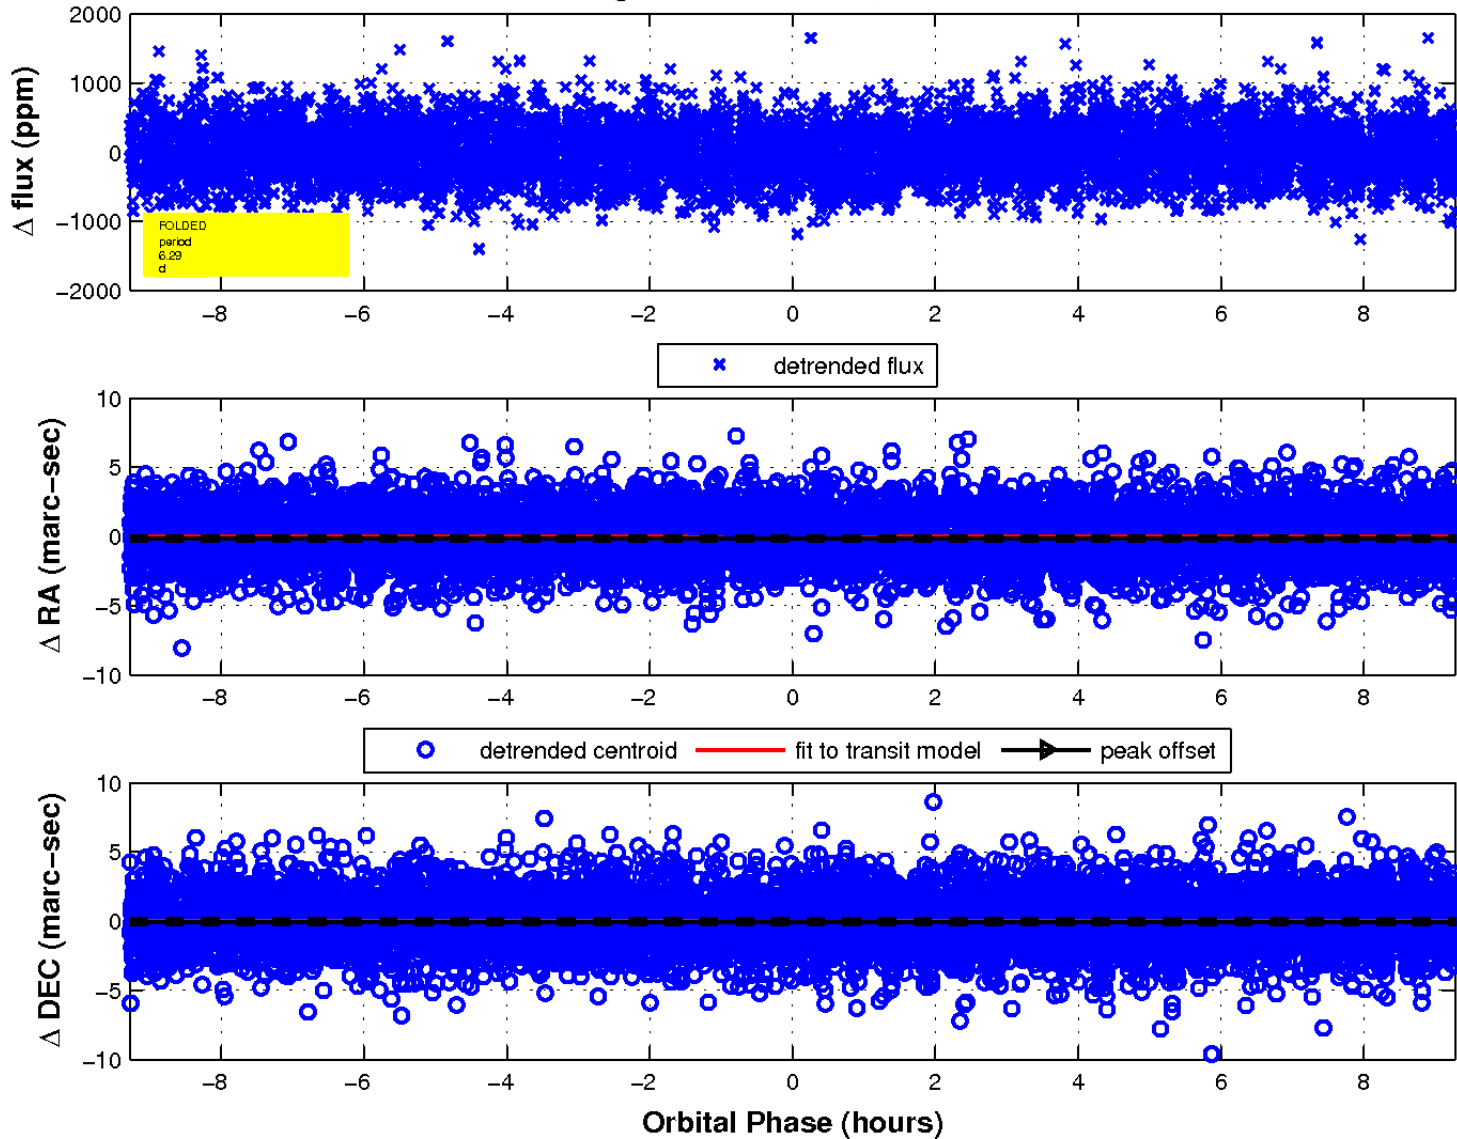 2000
1000
0
−1000
−2000
Δ flux (ppm)
FOLDED
period
6.29
d
−8 −6 −4 −2 0 2 4 6 8
detrended flux
10
5
0
−5
−10
Δ RA (marc−sec)
−8 −6 −4 −2 0 2 4 6 8
detrended centroid fit to transit model peak offset
10
5
0
−5
−10
Δ DEC (marc−sec)
−8 −6 −4 −2 0 2 4 6 8
Orbital Phase (hours)